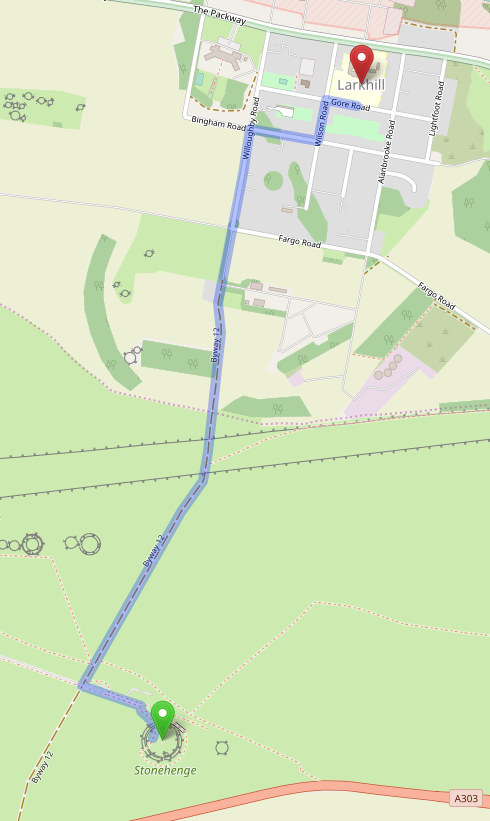 The Packway
Larkhill
Gore Road
Lightfoot Road
Bingham Road
Willoughby Road
Wilson Road
Alanbrooke Road
Fargo Road
Fargo Road
Byway 12
Byway 12
Byway 12
Stonehenge
A303